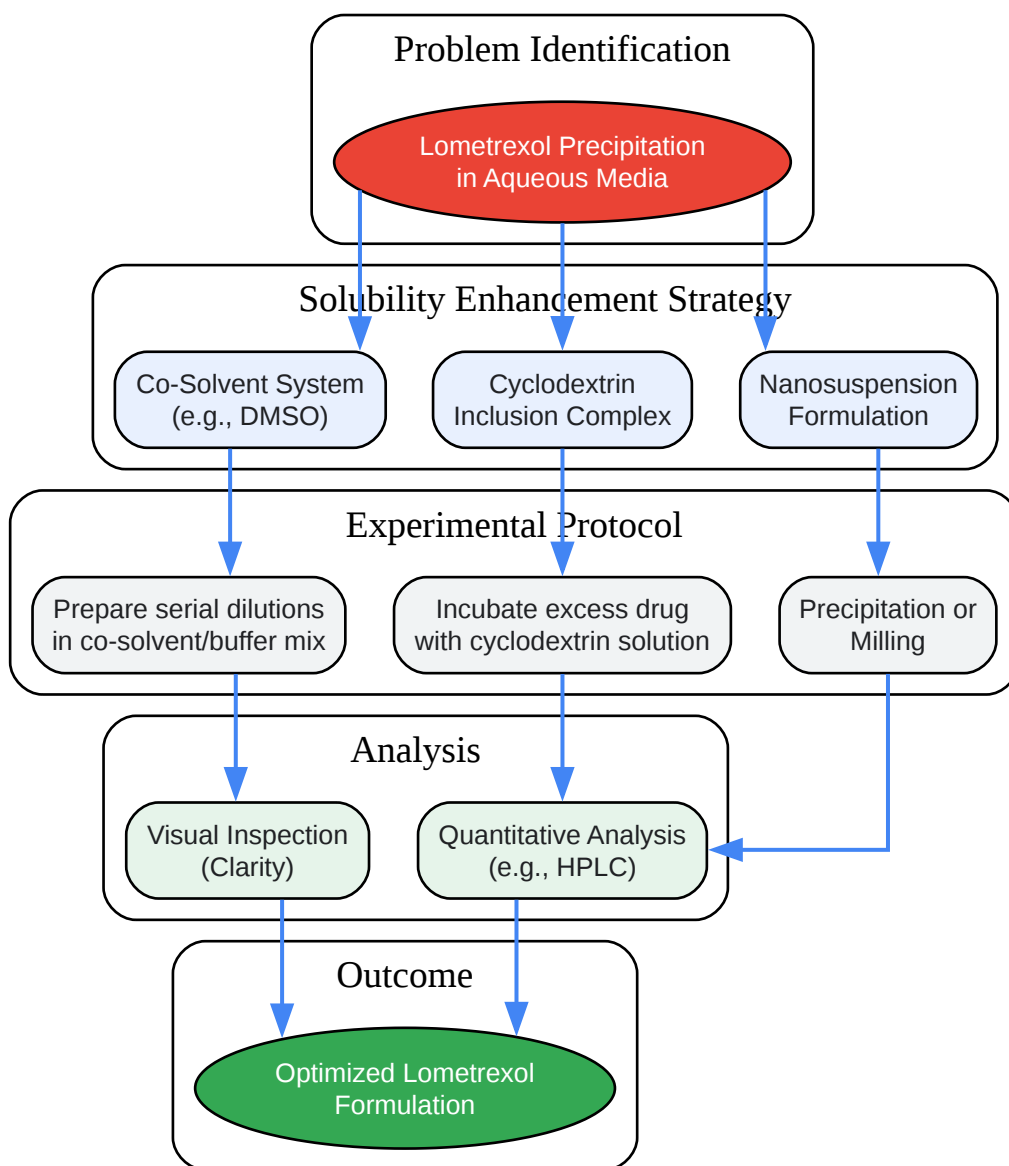 Problem Identification
Lometrexol Precipitation
in Aqueous Media
Solubility Enhancement Strategy
Co-Solvent System
(e.g., DMSO)
Cyclodextrin
Inclusion Complex
Nanosuspension
Formulation
Experimental Protocol
Prepare serial dilutions
in co-solvent/buffer mix
Incubate excess drug
with cyclodextrin solution
Precipitation or
Milling
Analysis
Visual Inspection
(Clarity)
Quantitative Analysis
(e.g., HPLC)
Outcome
Optimized Lometrexol
Formulation